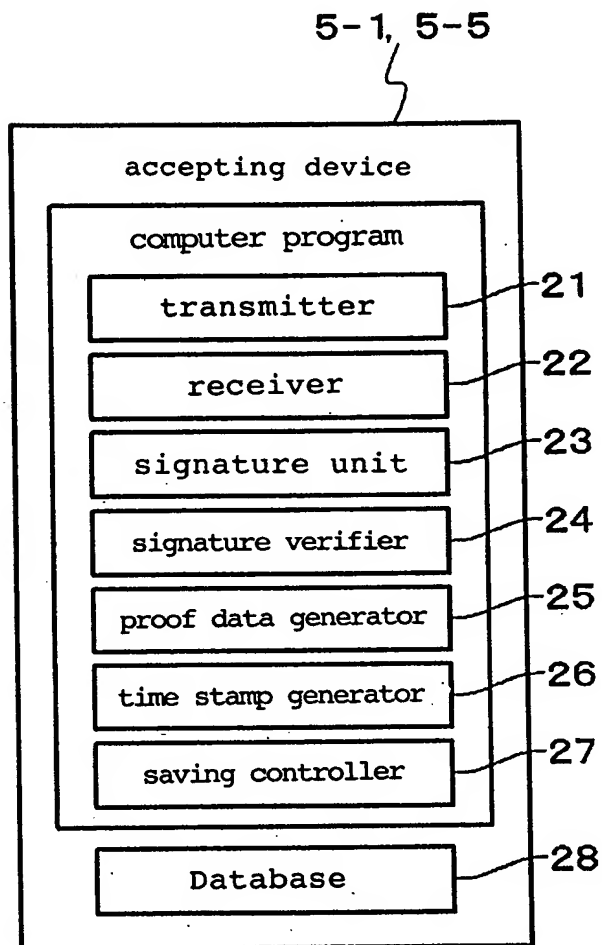 5-1, 5-5
accepting device
computer program
transmitter 21
receiver 22
signature unit 23
signature verifier 24
proof data generator 25
time stamp generator 26
saving controller 27
Database 28